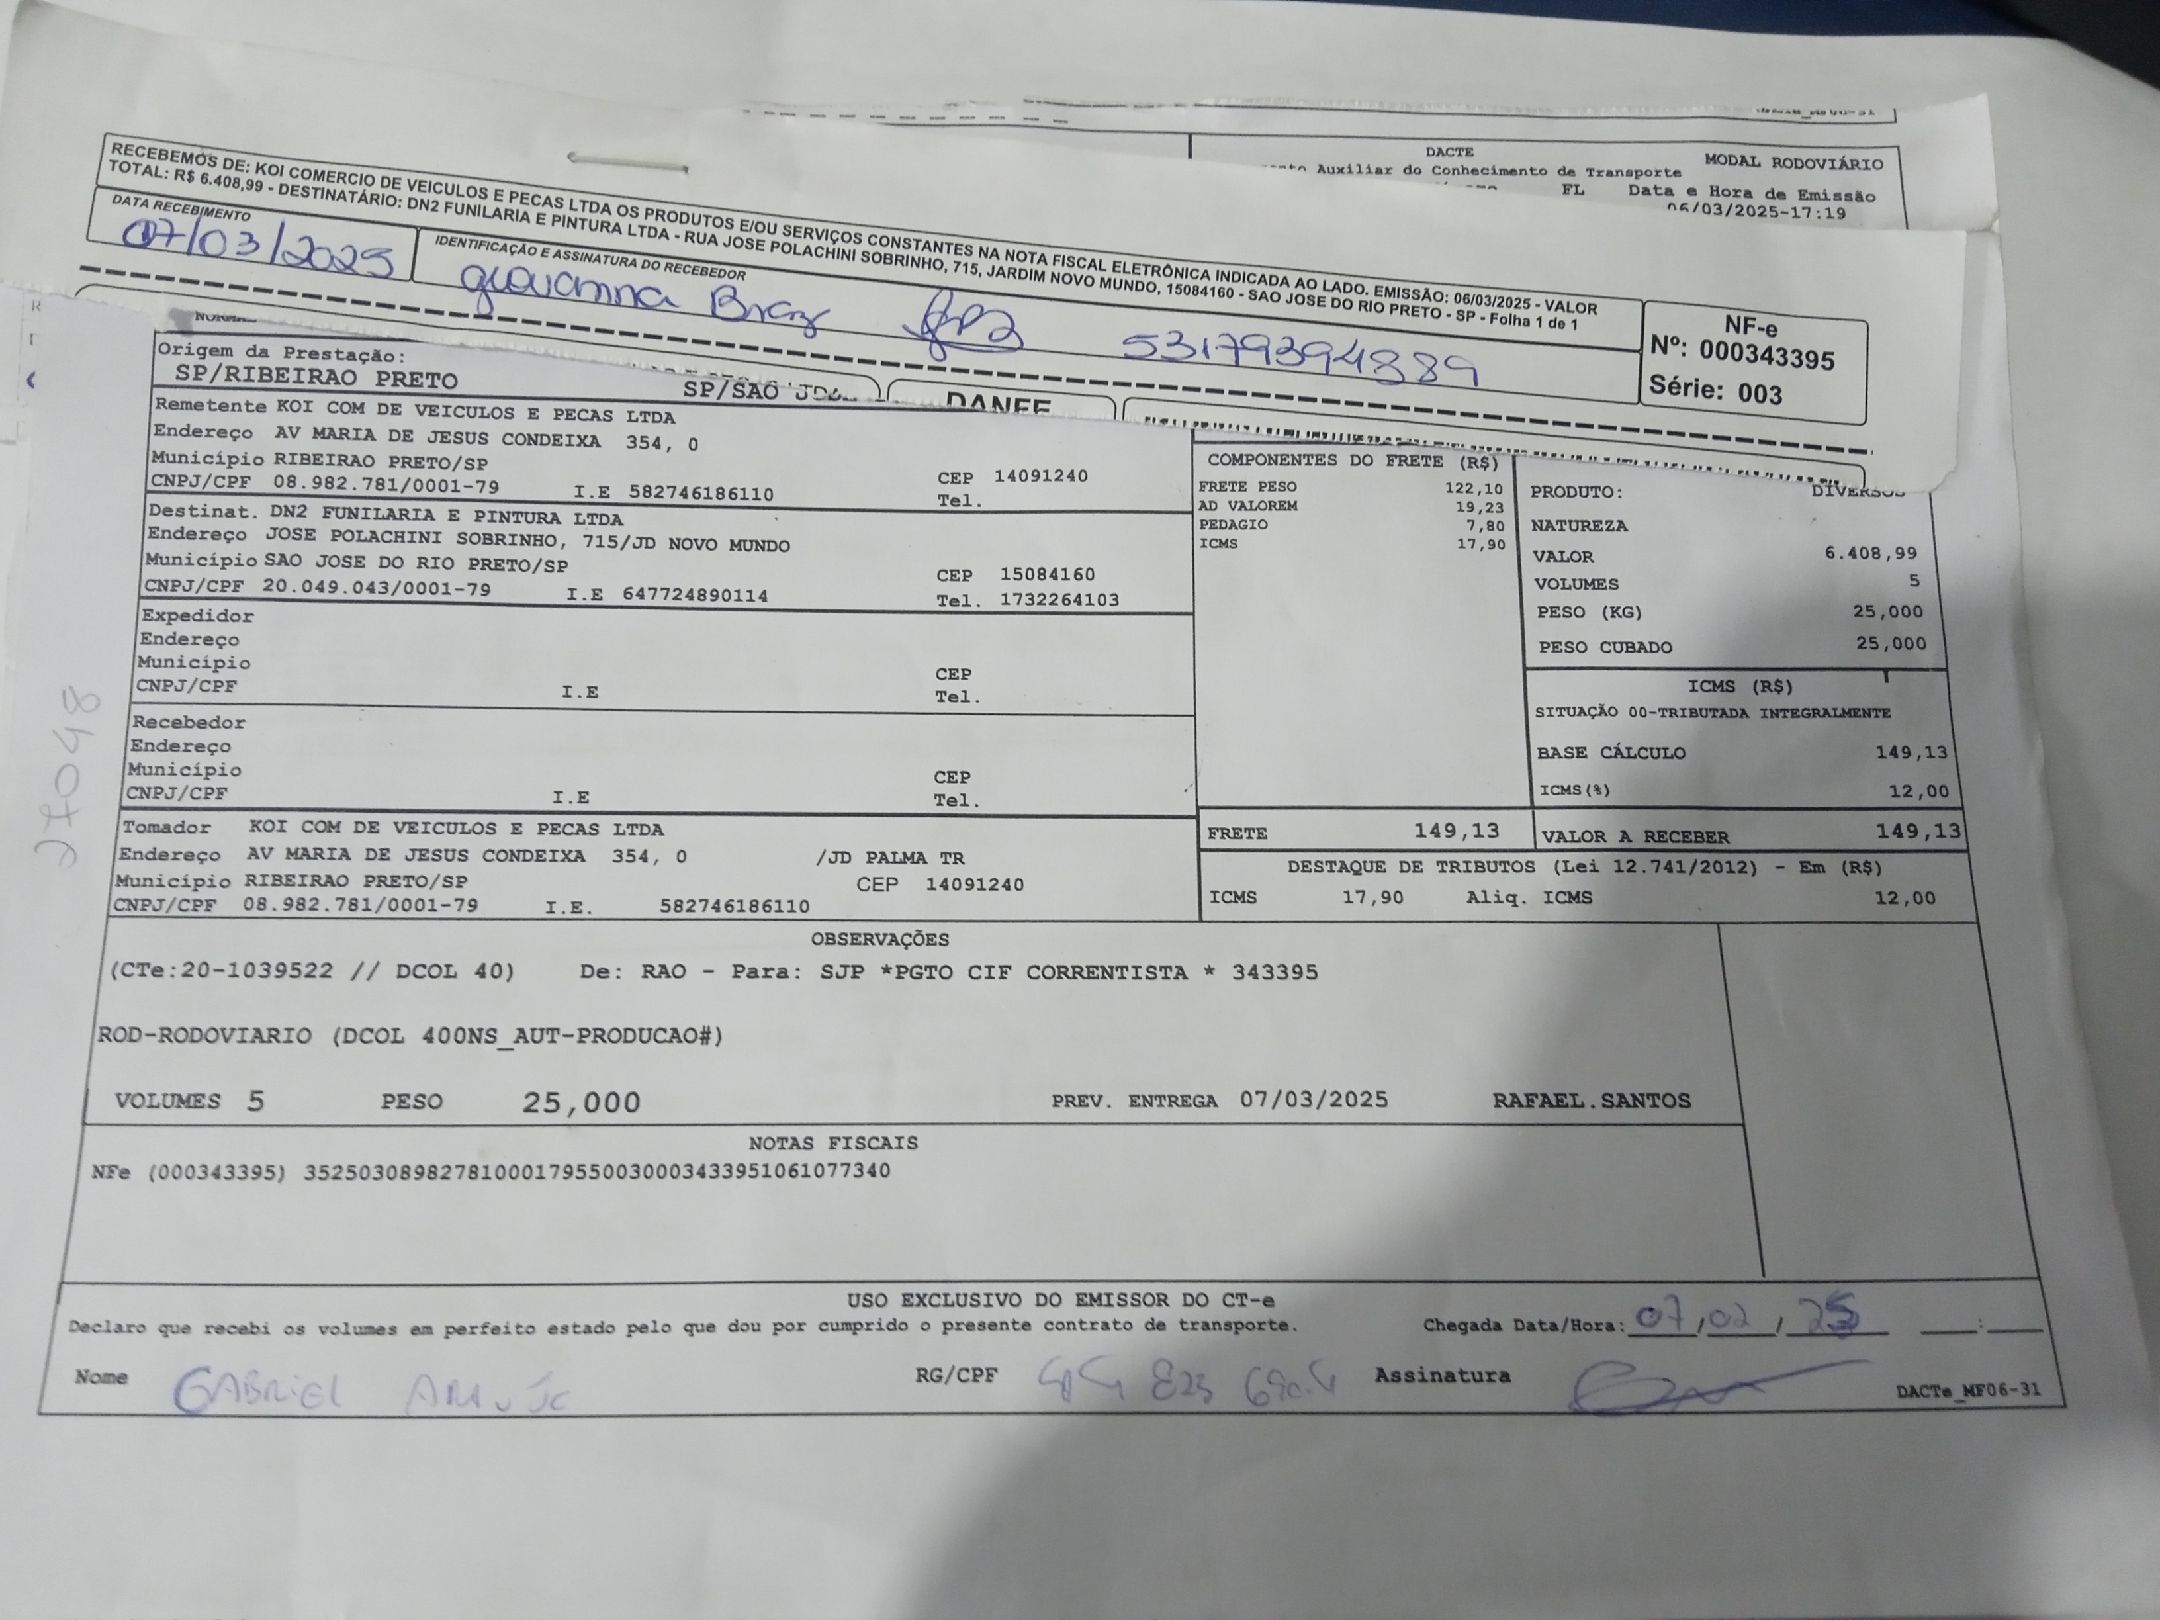 DACTE
MODAL RODOVIÁRIO
Auxiliar do Conhecimento de Transporte
FL Data e Hora de Emissão
06/03/2025-17:19
RECEBEMOS DE: KOI COMERCIO DE VEICULOS E PECAS LTDA OS PRODUTOS E/OU SERVIÇOS CONSTANTES NA NOTA FISCAL ELETRÔNICA INDICADA AO LADO. EMISSÃO: 06/03/2025 - VALOR
TOTAL: R$ 6.408,99 - DESTINATÁRIO: DN2 FUNILARIA E PINTURA LTDA - RUA JOSE POLACHINI SOBRINHO, 715, JARDIM NOVO MUNDO, 15084160 - SAO JOSE DO RIO PRETO - SP - Folha 1 de 1
DATA RECEBIMENTO
07/03/2025
IDENTIFICAÇÃO E ASSINATURA DO RECEBEDOR
giovanna Braz 53179394889
NF-e
Nº: 000343395
Série: 003
DANFE
Origem da Prestação:
SP/RIBEIRAO PRETO SP/SAO
Remetente KOI COM DE VEICULOS E PECAS LTDA
Endereço AV MARIA DE JESUS CONDEIXA 354, 0
Município RIBEIRAO PRETO/SP CEP 14091240
CNPJ/CPF 08.982.781/0001-79 I.E 582746186110 Tel.
Destinat. DN2 FUNILARIA E PINTURA LTDA
Endereço JOSE POLACHINI SOBRINHO, 715/JD NOVO MUNDO
Município SAO JOSE DO RIO PRETO/SP CEP 15084160
CNPJ/CPF 20.049.043/0001-79 I.E 647724890114 Tel. 1732264103
Expedidor
Endereço
Município CEP
CNPJ/CPF I.E Tel.
Recebedor
Endereço
Município CEP
CNPJ/CPF I.E Tel.
Tomador KOI COM DE VEICULOS E PECAS LTDA
Endereço AV MARIA DE JESUS CONDEIXA 354, 0 /JD PALMA TR
Município RIBEIRAO PRETO/SP CEP 14091240
CNPJ/CPF 08.982.781/0001-79 I.E. 582746186110
COMPONENTES DO FRETE (R$)
FRETE PESO 122,10
AD VALOREM 19,23
PEDAGIO 7,80
ICMS 17,90
PRODUTO: DIVERSOS
NATUREZA
VALOR 6.408,99
VOLUMES 5
PESO (KG) 25,000
PESO CUBADO 25,000
ICMS (R$)
SITUAÇÃO 00-TRIBUTADA INTEGRALMENTE
BASE CÁLCULO 149,13
ICMS(%) 12,00
FRETE 149,13 VALOR A RECEBER 149,13
DESTAQUE DE TRIBUTOS (Lei 12.741/2012) - Em (R$)
ICMS 17,90 Aliq. ICMS 12,00
27048
OBSERVAÇÕES
(CTe:20-1039522 // DCOL 40) De: RAO - Para: SJP *PGTO CIF CORRENTISTA * 343395
ROD-RODOVIARIO (DCOL 400NS_AUT-PRODUCAO#)
VOLUMES 5 PESO 25,000 PREV. ENTREGA 07/03/2025 RAFAEL.SANTOS
NOTAS FISCAIS
NFe (000343395) 35250308982781000179550030003433951061077340
USO EXCLUSIVO DO EMISSOR DO CT-e
Declaro que recebi os volumes em perfeito estado pelo que dou por cumprido o presente contrato de transporte. Chegada Data/Hora: 07/02/25 __:__
Nome GABRIEL RG/CPF Assinatura
DACTe_MF06-31